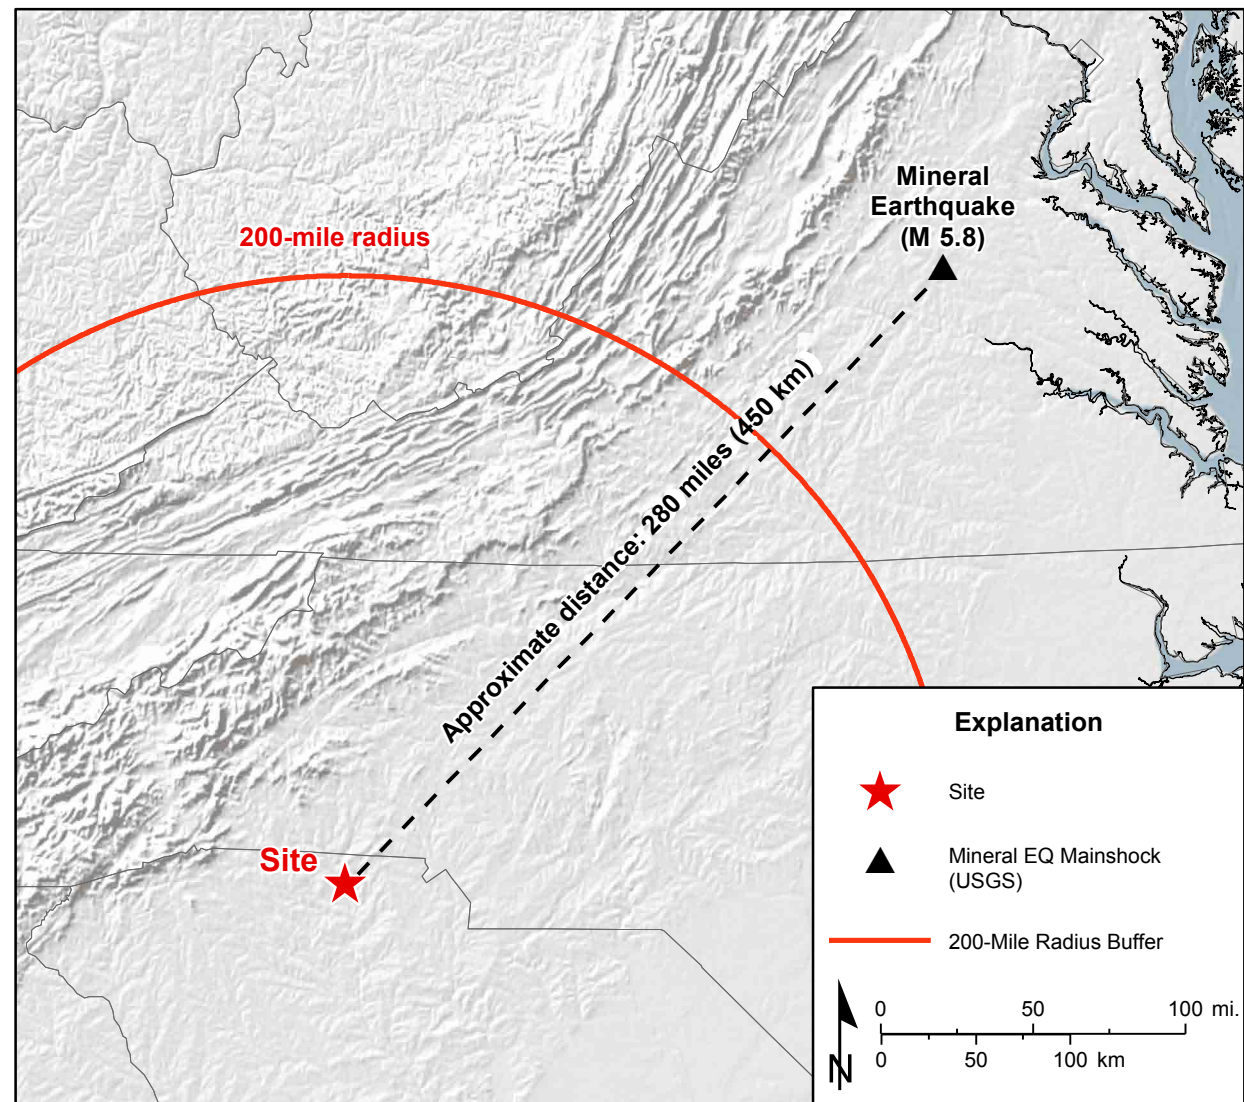 Mineral
Earthquake
(M 5.8)
200-mile radius
Approximate distance: 280 miles (450 km)
Site
Explanation
Site
Mineral EQ Mainshock
(USGS)
200-Mile Radius Buffer
N
0 50 100 mi.
0 50 100 km